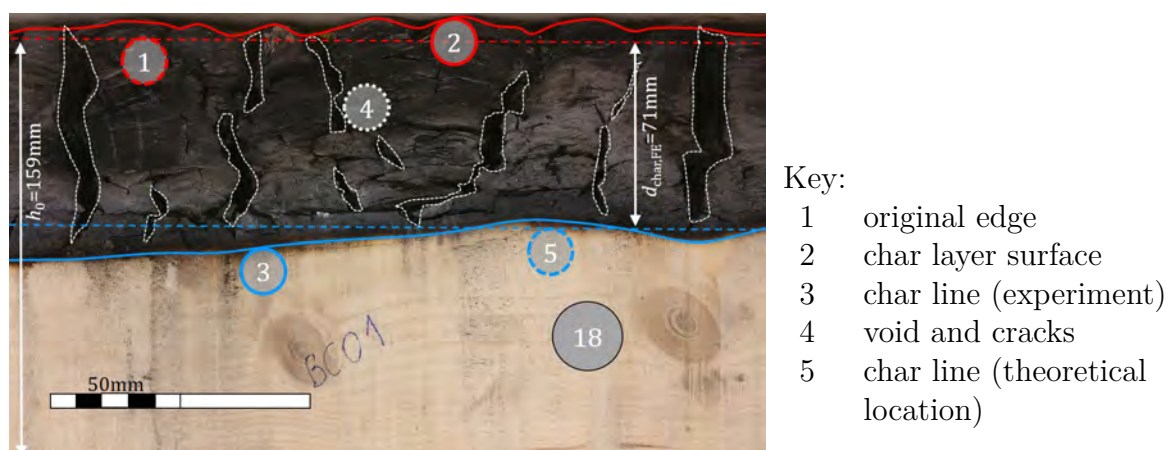 1
2
4
h₀=159mm
d_char,FE=71mm
3
5
18
BC01
50mm
Key:
1 original edge
2 char layer surface
3 char line (experiment)
4 void and cracks
5 char line (theoretical
location)